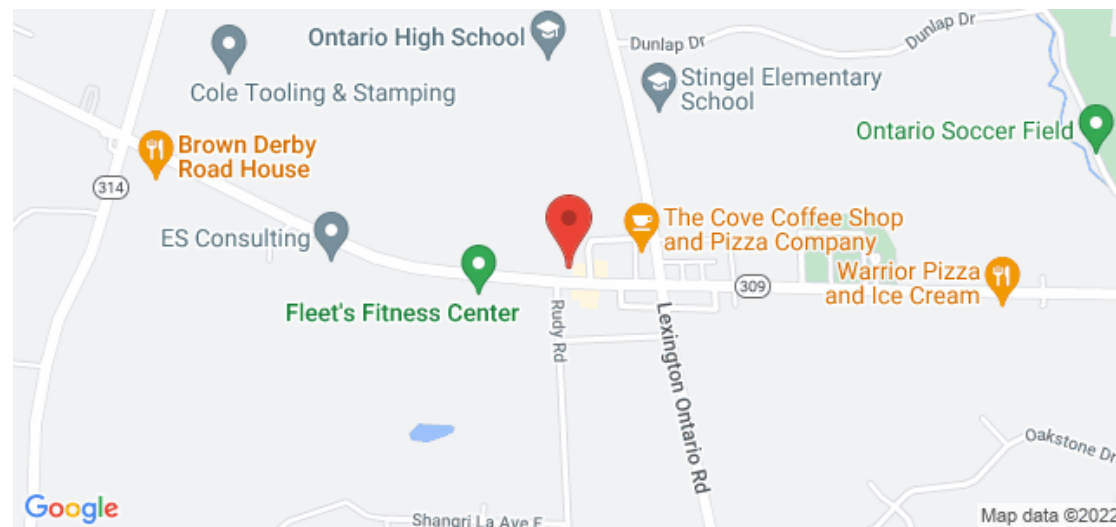 Ontario High School
Dunlap Dr
Dunlap Dr
Cole Tooling & Stamping
Stingel Elementary
School
Ontario Soccer Field
Brown Derby
Road House
314
The Cove Coffee Shop
and Pizza Company
ES Consulting
Warrior Pizza
and Ice Cream
309
Fleet's Fitness Center
Rudy Rd
Lexington Ontario Rd
Oakstone Dr
Google
Shangri La Ave E
Map data ©2022